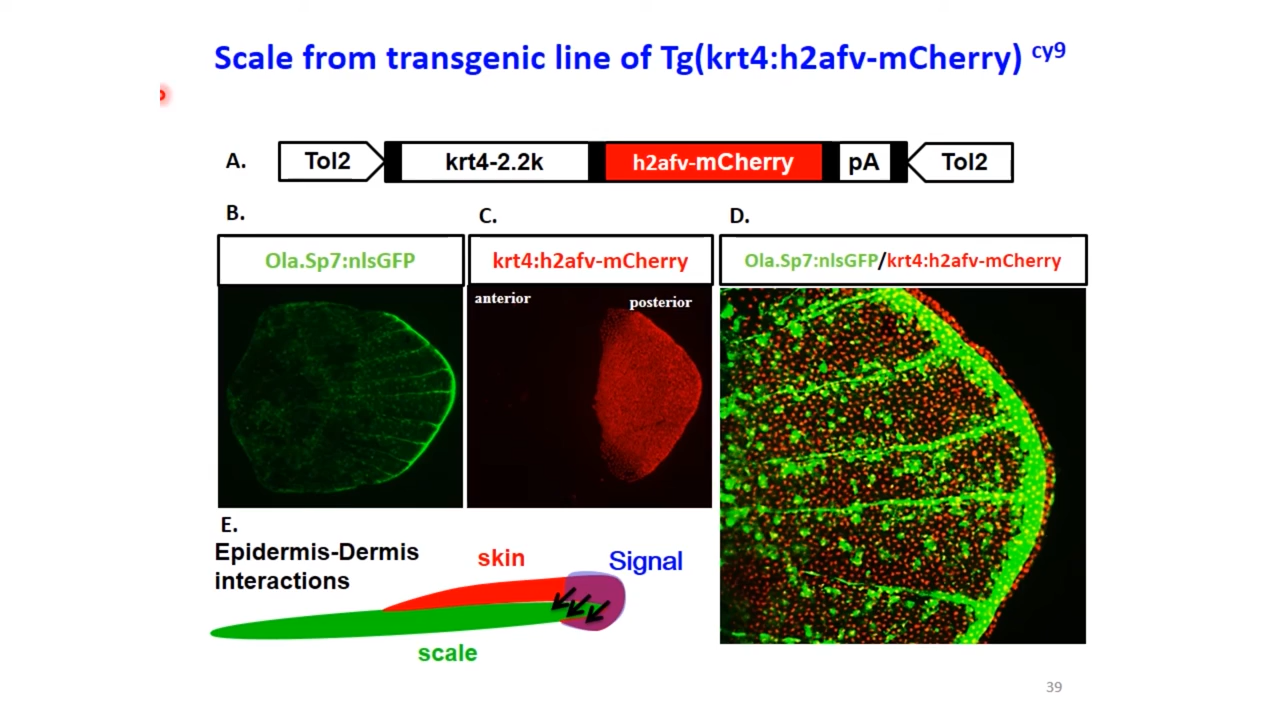 Scale from transgenic line of Tg(krt4:h2afv-mCherry) cy9
A.
Tol2
krt4-2.2k
h2afv-mCherry
pA
Tol2
B.
C.
D.
Ola.Sp7:nlsGFP
krt4:h2afv-mCherry
Ola.Sp7:nlsGFP/krt4:h2afv-mCherry
anterior
posterior
E.
Epidermis-Dermis
interactions
skin
Signal
scale
39